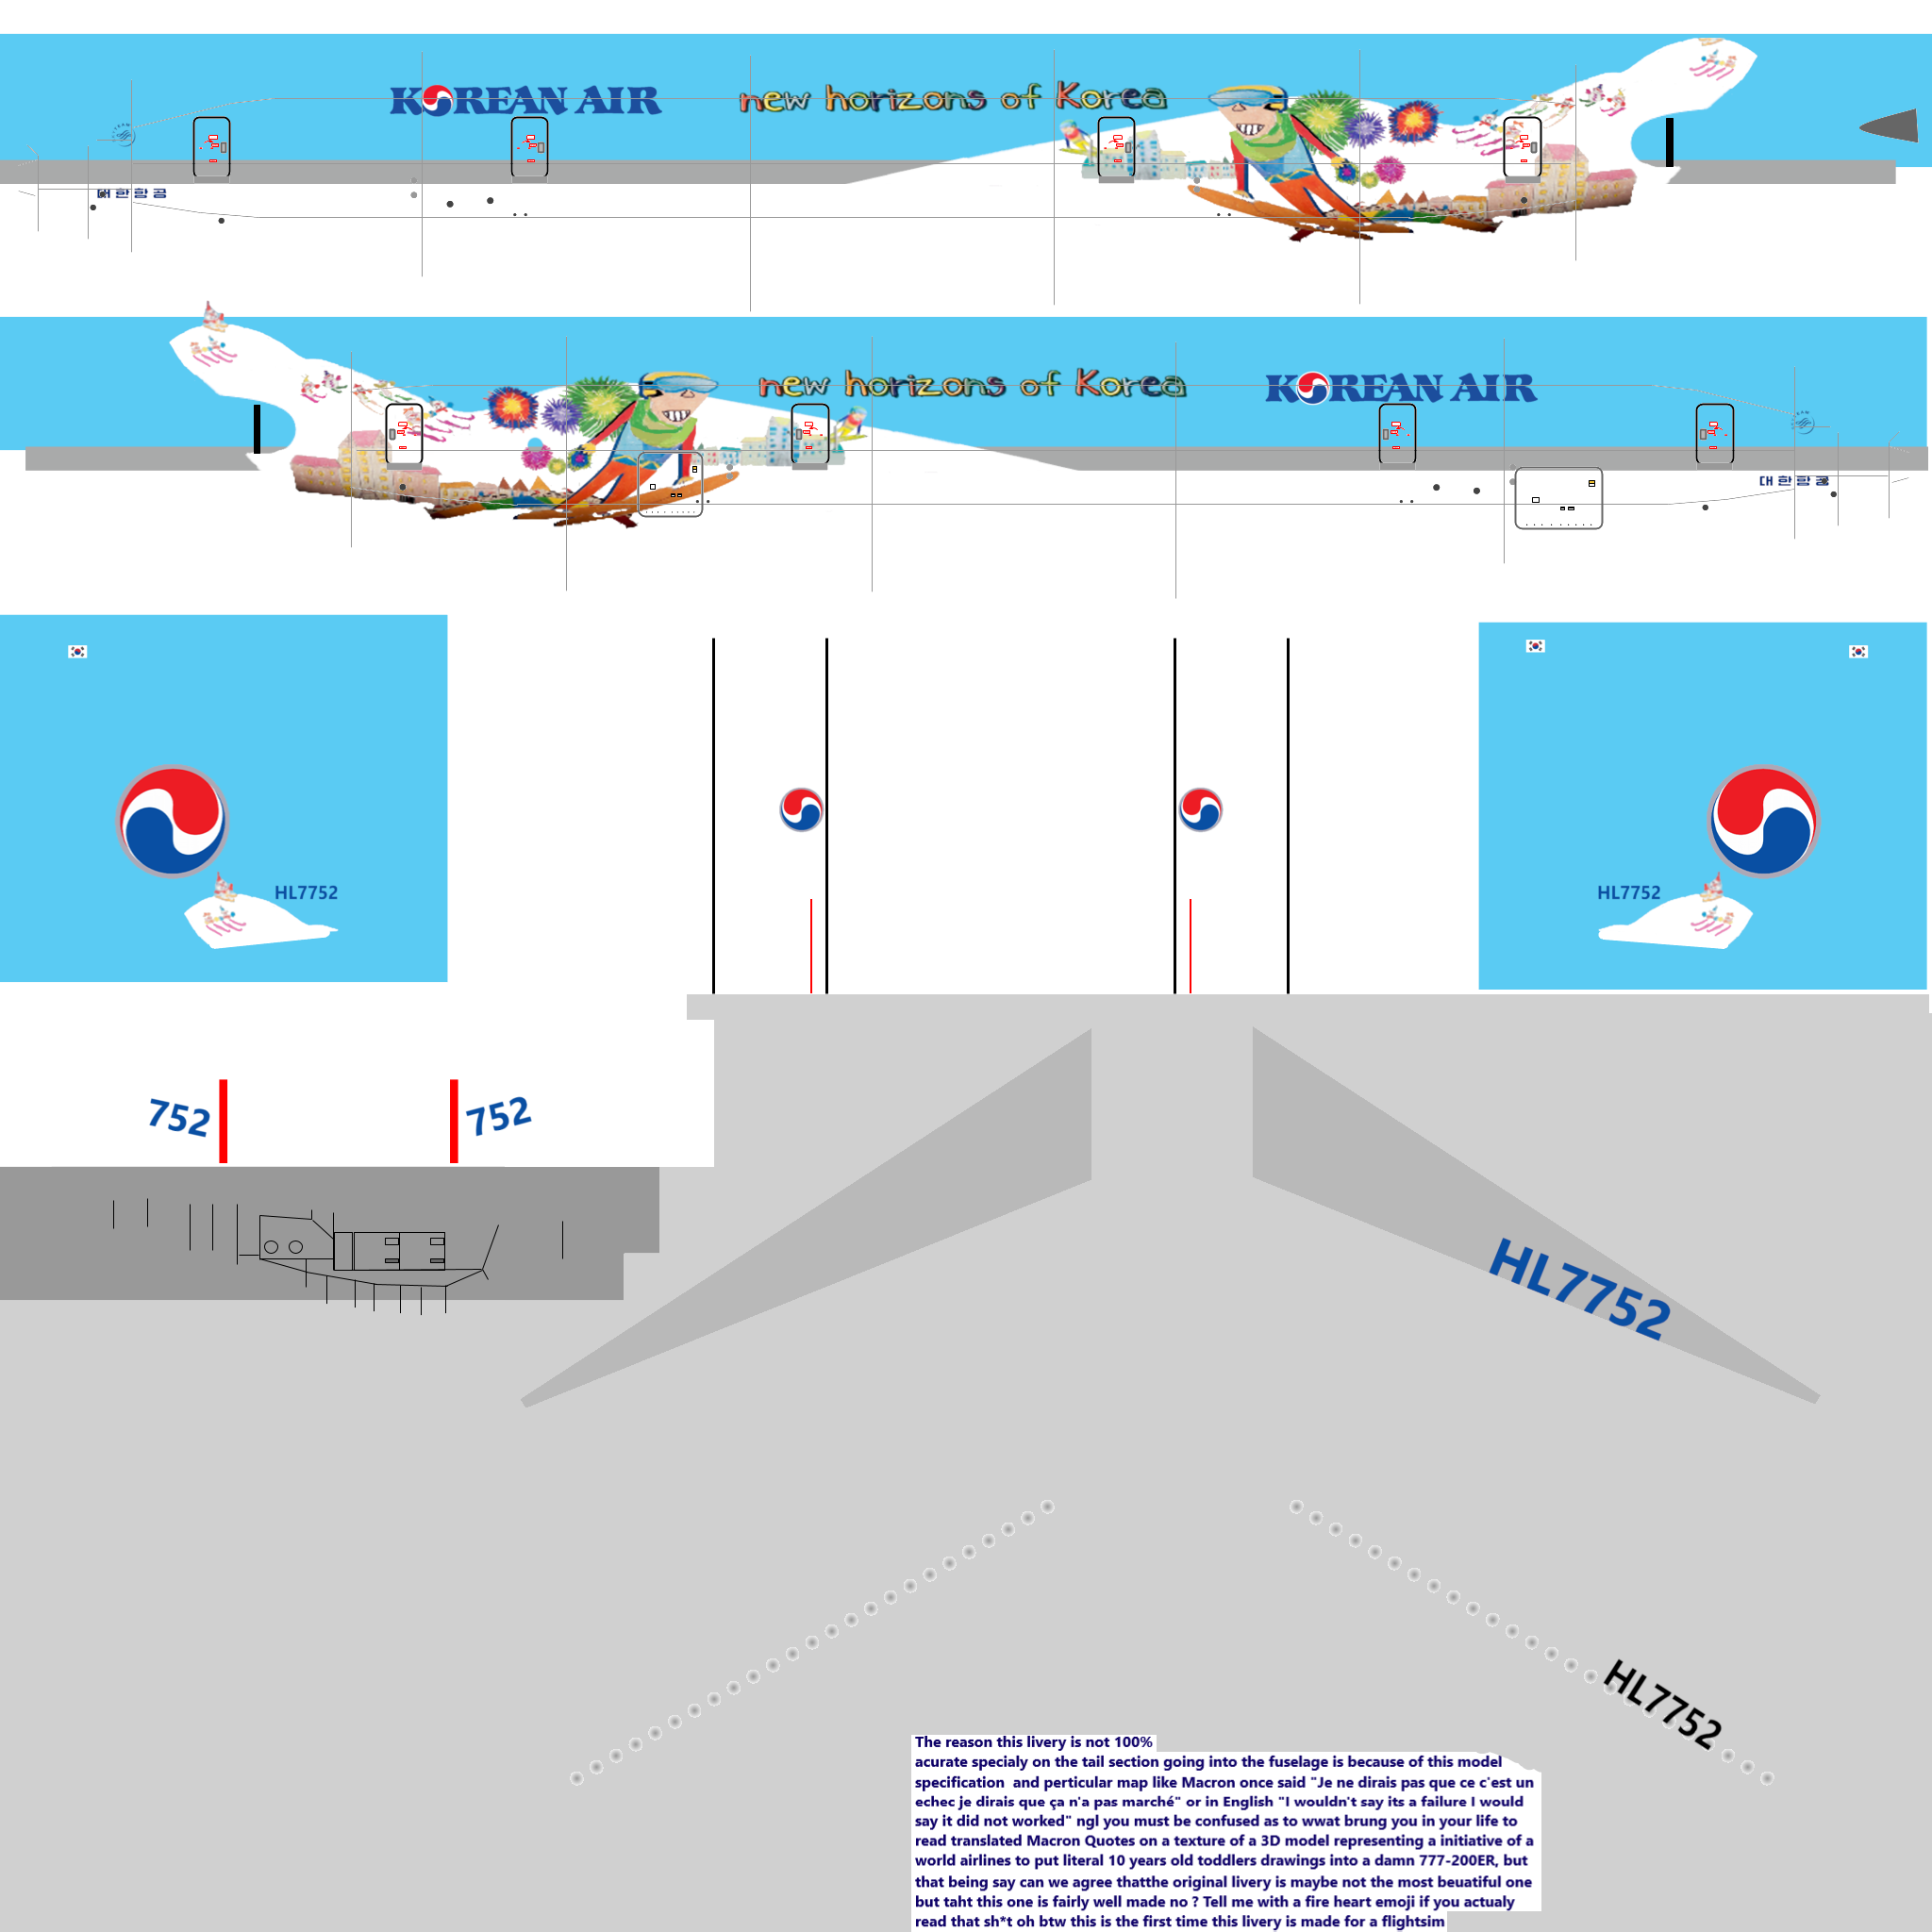 KOREAN AIR
new horizons of Korea
대한항공
new horizons of Korea
KOREAN AIR
대한항공
HL7752
HL7752
752
752
HL7752
HL7752
The reason this livery is not 100%
acurate specialy on the tail section going into the fuselage is because of this model
specification  and perticular map like Macron once said "Je ne dirais pas que ce c'est un
echec je dirais que ça n'a pas marché" or in English "I wouldn't say its a failure I would
say it did not worked" ngl you must be confused as to wwat brung you in your life to
read translated Macron Quotes on a texture of a 3D model representing a initiative of a
world airlines to put literal 10 years old toddlers drawings into a damn 777-200ER, but
that being say can we agree thatthe original livery is maybe not the most beuatiful one
but taht this one is fairly well made no ? Tell me with a fire heart emoji if you actualy
read that sh*t oh btw this is the first time this livery is made for a flightsim